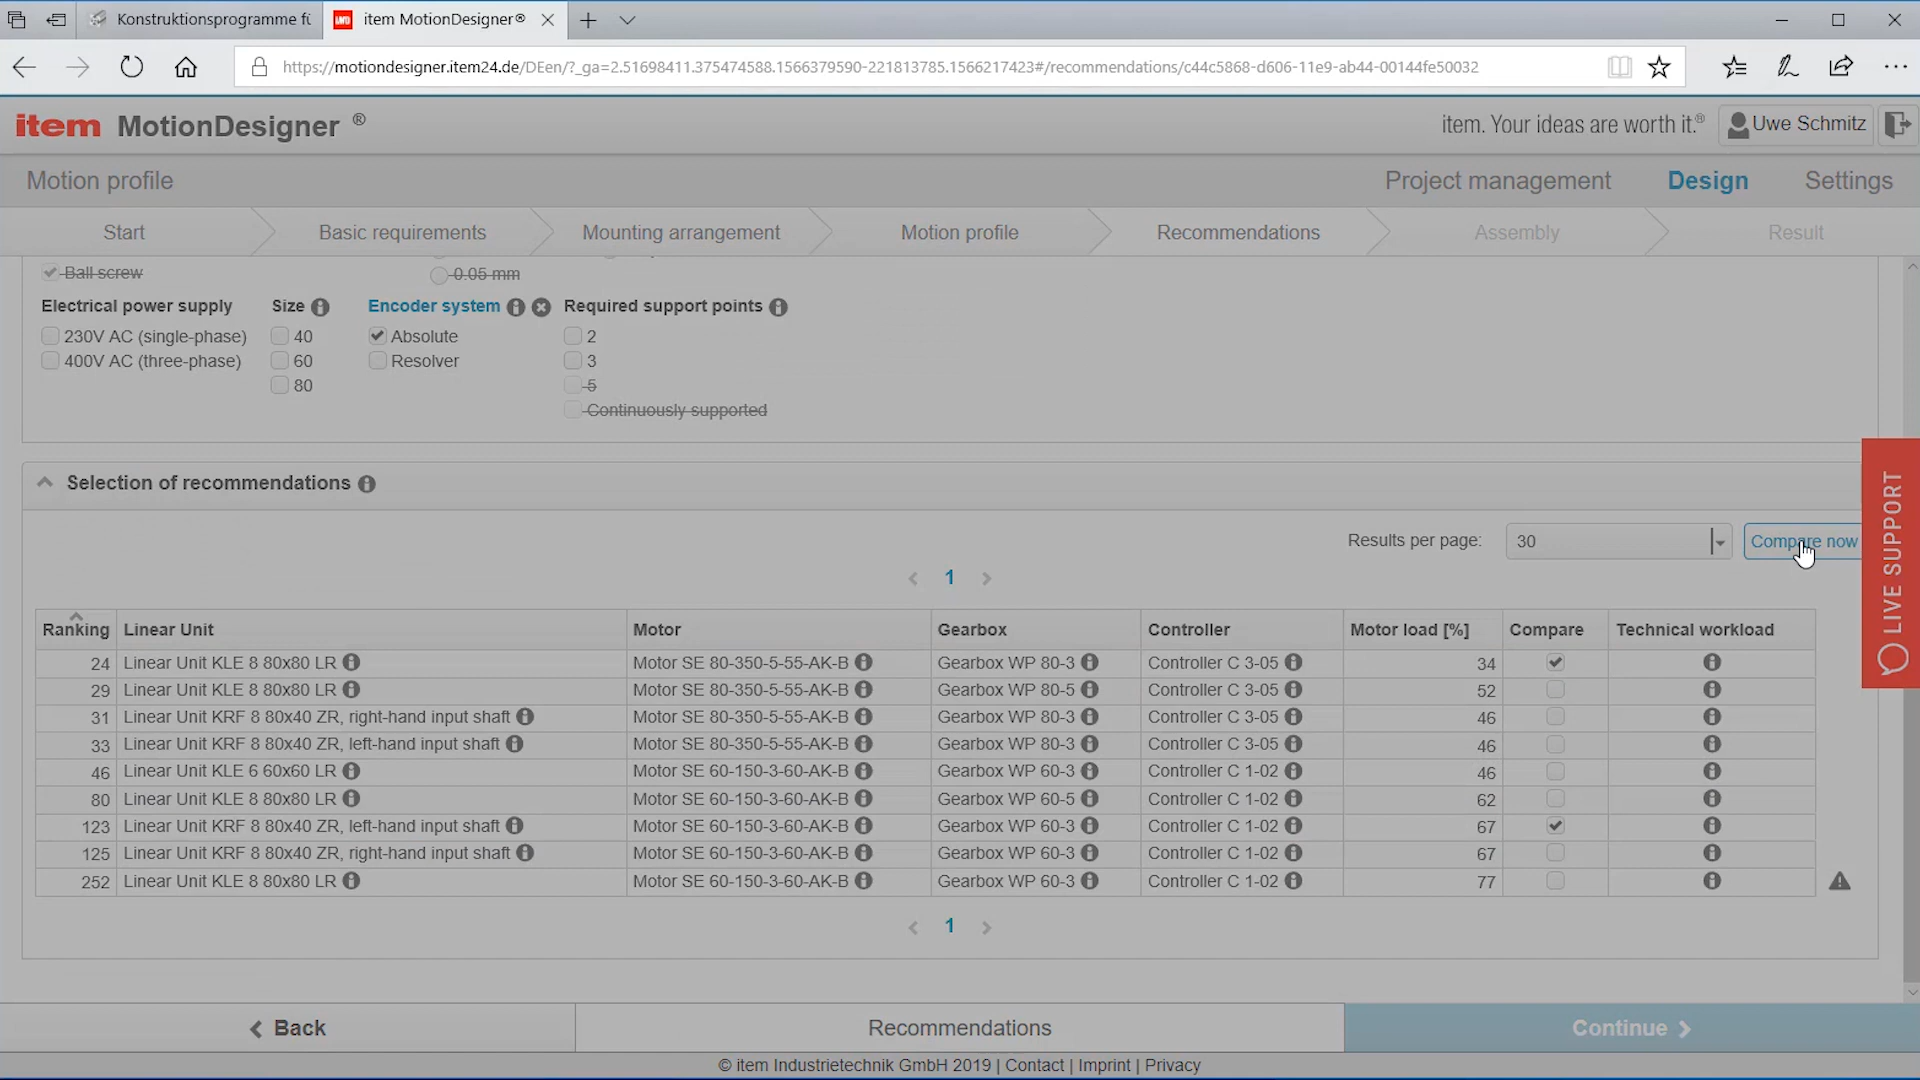 Konstruktionsprogramme fü
item MotionDesigner®
https://motiondesigner.item24.de/DEen/?_ga=2.51698411.375474588.1566379590-221813785.1566217423#/recommendations/c44c5868-d606-11e9-ab44-00144fe50032
item MotionDesigner ®
item. Your ideas are worth it.®
Uwe Schmitz
Motion profile
Project management
Design
Settings
Start
Basic requirements
Mounting arrangement
Motion profile
Recommendations
Assembly
Result
Ball screw
0.05 mm
Electrical power supply
Size
Encoder system
Required support points
230V AC (single-phase)
40
Absolute
2
400V AC (three-phase)
60
Resolver
3
80
5
Continuously supported
Selection of recommendations
Results per page:
30
Compare now
LIVE SUPPORT
< 1 >
Ranking Linear Unit Motor Gearbox Controller Motor load [%] Compare Technical workload
24 Linear Unit KLE 8 80x80 LR Motor SE 80-350-5-55-AK-B Gearbox WP 80-3 Controller C 3-05 34
29 Linear Unit KLE 8 80x80 LR Motor SE 80-350-5-55-AK-B Gearbox WP 80-5 Controller C 3-05 52
31 Linear Unit KRF 8 80x40 ZR, right-hand input shaft Motor SE 80-350-5-55-AK-B Gearbox WP 80-3 Controller C 3-05 46
33 Linear Unit KRF 8 80x40 ZR, left-hand input shaft Motor SE 80-350-5-55-AK-B Gearbox WP 80-3 Controller C 3-05 46
46 Linear Unit KLE 6 60x60 LR Motor SE 60-150-3-60-AK-B Gearbox WP 60-3 Controller C 1-02 46
80 Linear Unit KLE 8 80x80 LR Motor SE 60-150-3-60-AK-B Gearbox WP 60-5 Controller C 1-02 62
123 Linear Unit KRF 8 80x40 ZR, left-hand input shaft Motor SE 60-150-3-60-AK-B Gearbox WP 60-3 Controller C 1-02 67
125 Linear Unit KRF 8 80x40 ZR, right-hand input shaft Motor SE 60-150-3-60-AK-B Gearbox WP 60-3 Controller C 1-02 67
252 Linear Unit KLE 8 80x80 LR Motor SE 60-150-3-60-AK-B Gearbox WP 60-3 Controller C 1-02 77
< 1 >
Back
Recommendations
Continue
© item Industrietechnik GmbH 2019 | Contact | Imprint | Privacy